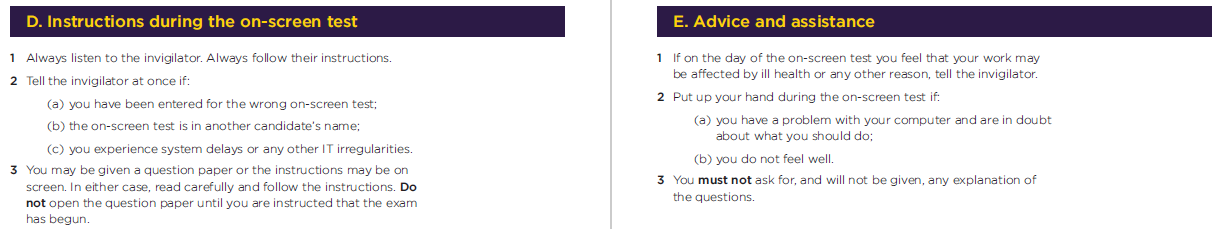 D. Instructions during the on-screen test
1 Always listen to the invigilator. Always follow their instructions.
2 Tell the invigilator at once if:
(a) you have been entered for the wrong on-screen test;
(b) the on-screen test is in another candidate's name;
(c) you experience system delays or any other IT irregularities.
3 You may be given a question paper or the instructions may be on
screen. In either case, read carefully and follow the instructions. Do
not open the question paper until you are instructed that the exam
has begun.
E. Advice and assistance
1 If on the day of the on-screen test you feel that your work may
be affected by ill health or any other reason, tell the invigilator.
2 Put up your hand during the on-screen test if:
(a) you have a problem with your computer and are in doubt
about what you should do;
(b) you do not feel well.
3 You must not ask for, and will not be given, any explanation of
the questions.